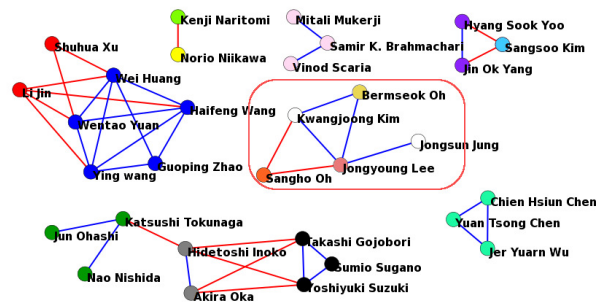 Kenji Naritomi
Mitali Mukerji
Hyang Sook Yoo
Shuhua Xu
Samir K. Brahmachari
Sangsoo Kim
Norio Niikawa
Vinod Scaria
Jin Ok Yang
Wei Huang
Li Jin
Bermseok Oh
Haifeng Wang
Kwangjoong Kim
Wentao Yuan
Jongsun Jung
Guoping Zhao
Jongyoung Lee
Ying wang
Sangho Oh
Chien Hsiun Chen
Katsushi Tokunaga
Yuan Tsong Chen
Jun Ohashi
Takashi Gojobori
Hidetoshi Inoko
Jer Yuarn Wu
Sumio Sugano
Nao Nishida
Yoshiyuki Suzuki
Akira Oka